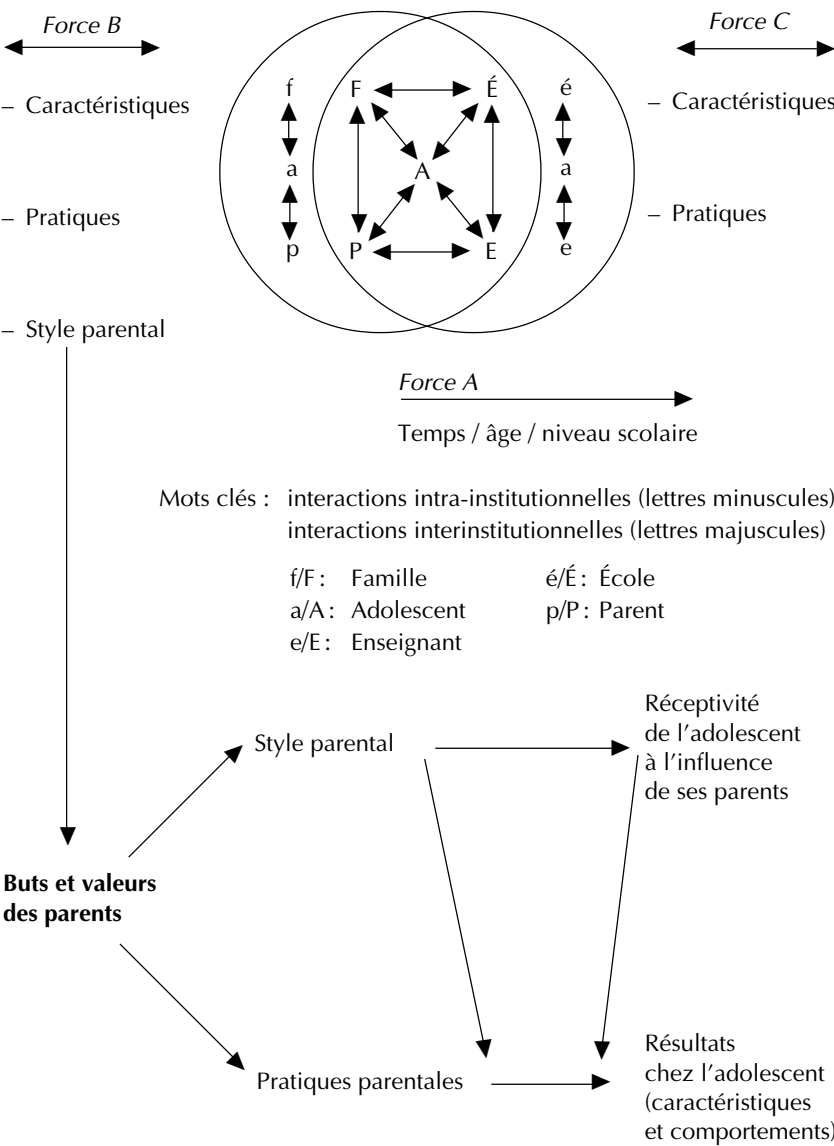 Force B
Force C
– Caractéristiques
– Pratiques
– Style parental
f F É é
a A a
p P E e
– Caractéristiques
– Pratiques
Force A
Temps / âge / niveau scolaire
Mots clés : interactions intra-institutionnelles (lettres minuscules)
interactions interinstitutionnelles (lettres majuscules)
f/F : Famille é/É : École
a/A : Adolescent p/P : Parent
e/E : Enseignant
Style parental
Réceptivité
de l'adolescent
à l'influence
de ses parents
Buts et valeurs
des parents
Pratiques parentales
Résultats
chez l'adolescent
(caractéristiques
et comportements)